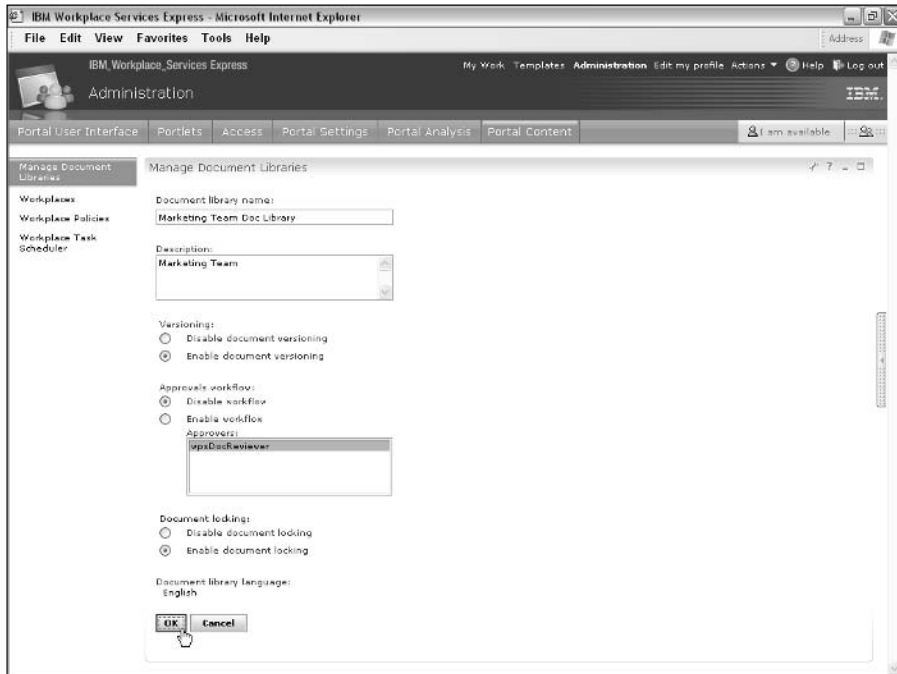 IBM Workplace Services Express - Microsoft Internet Explorer
File Edit View Favorites Tools Help
Address
IBM_Workplace_Services Express
My Work Templates Administration Edit my profile Actions Help Log out
Administration
IBM.
Portal User Interface Portlets Access Portal Settings Portal Analysis Portal Content
I am available
Manage Document Libraries
Manage Document
Libraries
Workplaces
Workplace Policies
Workplace Task
Scheduler
Document library name:
Marketing Team Doc Library
Description:
Marketing Team
Versioning:
Disable document versioning
Enable document versioning
Approvals workflow:
Disable workflow
Enable workflow
Approvers:
wpsDocReviewer
Document locking:
Disable document locking
Enable document locking
Document library language:
English
OK Cancel